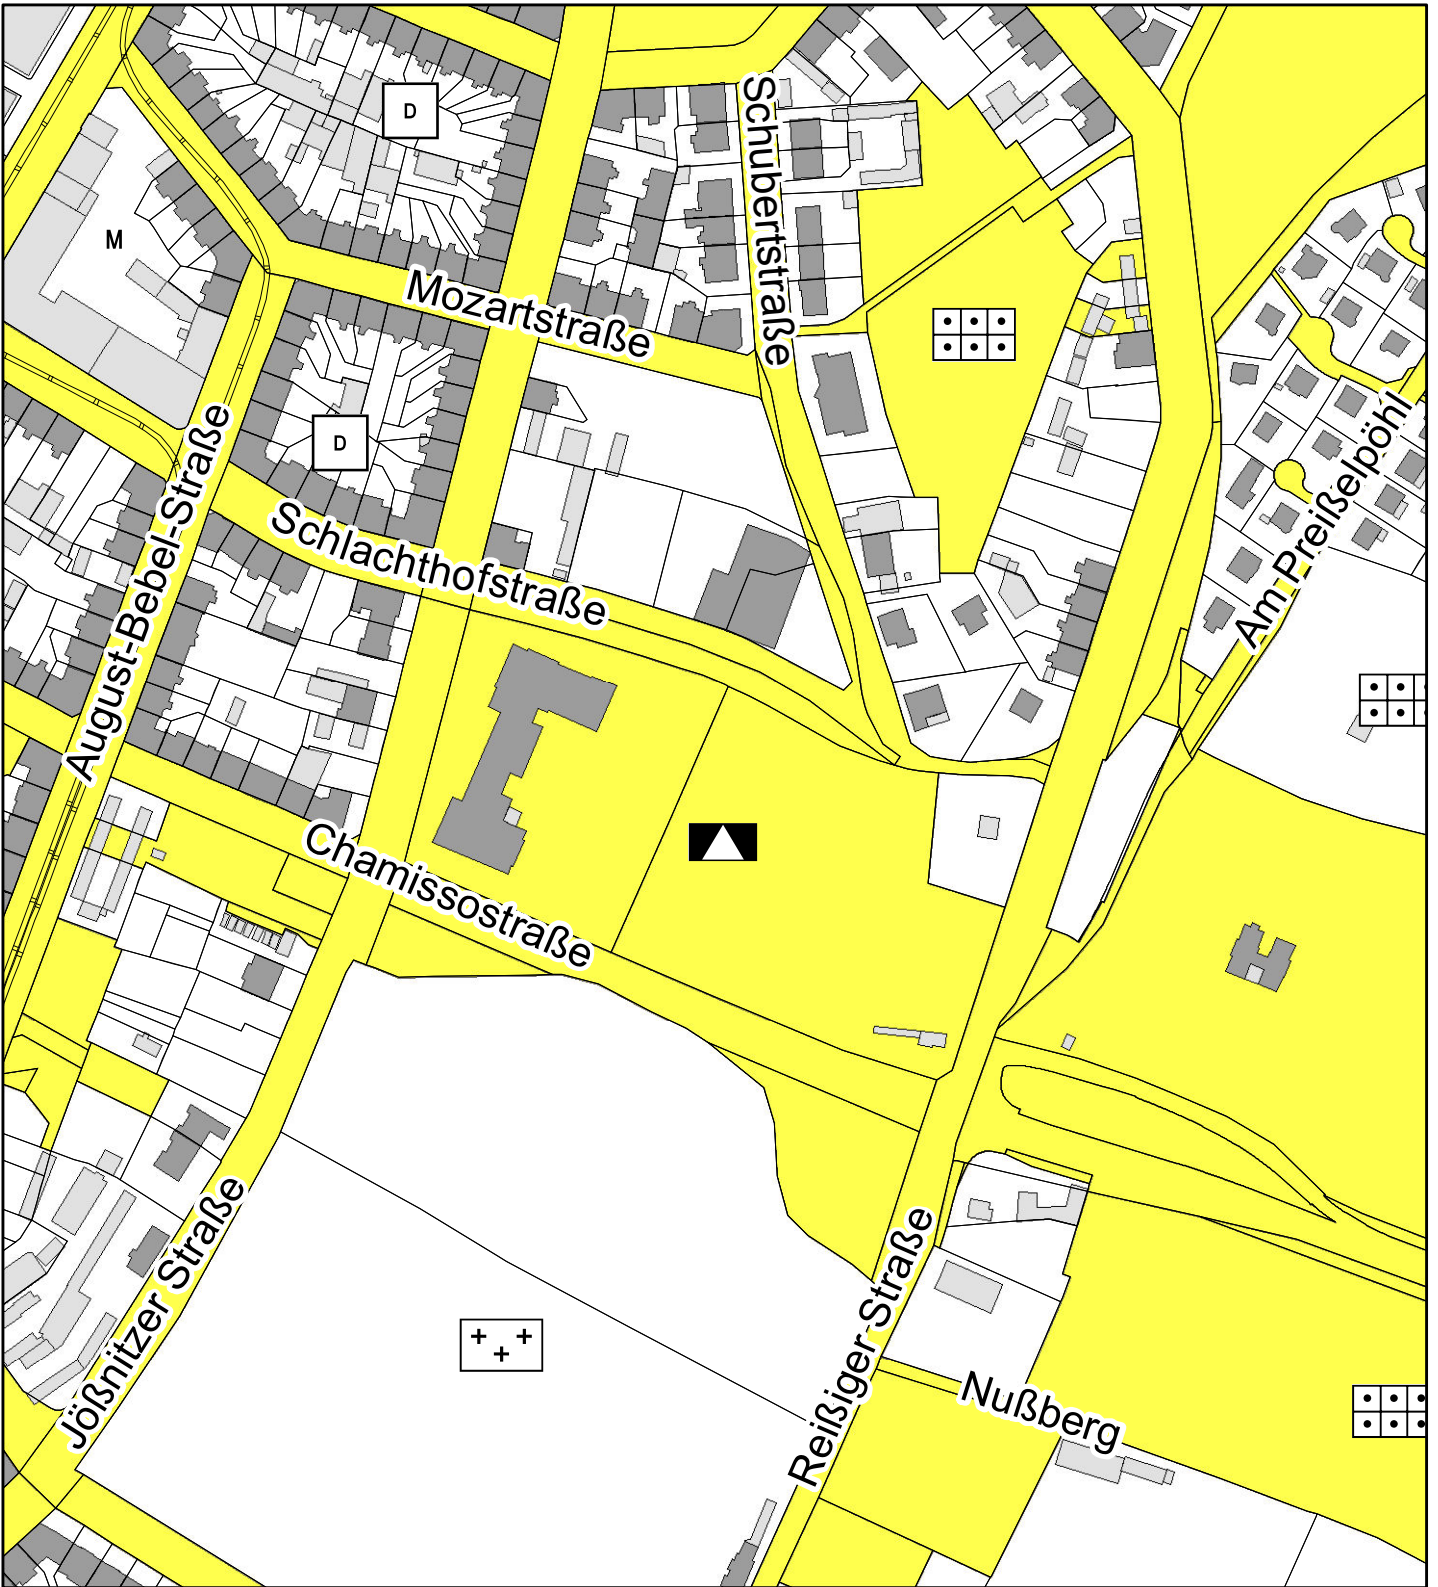 D
Schubertstraße
M
Mozartstraße
D
August-Bebel-Straße
Schlachthofstraße
Am Preißelpöhl
Chamissostraße
Jößnitzer Straße
Reißiger-Straße
Nußberg